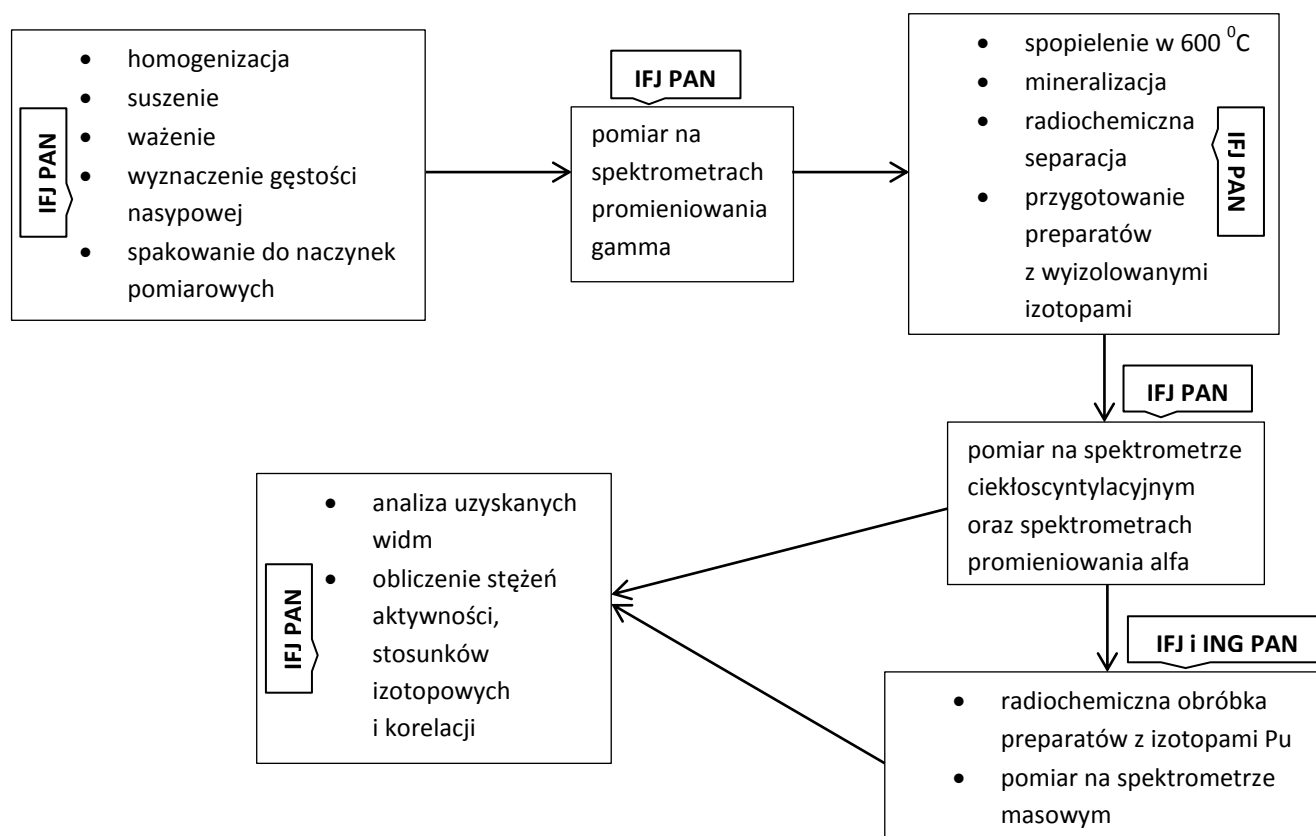 IFJ PAN
• homogenizacja
• suszenie
• ważenie
• wyznaczenie gęstości
nasypowej
• spakowanie do naczynek
pomiarowych
IFJ PAN
pomiar na
spektrometrach
promieniowania
gamma
• spopielenie w 600 ⁰C
• mineralizacja
• radiochemiczna
separacja
• przygotowanie
preparatów
z wyizolowanymi
izotopami
IFJ PAN
IFJ PAN
pomiar na spektrometrze
ciekłoscyntylacyjnym
oraz spektrometrach
promieniowania alfa
IFJ i ING PAN
• radiochemiczna obróbka
preparatów z izotopami Pu
• pomiar na spektrometrze
masowym
IFJ PAN
• analiza uzyskanych
widm
• obliczenie stężeń
aktywności,
stosunków
izotopowych
i korelacji